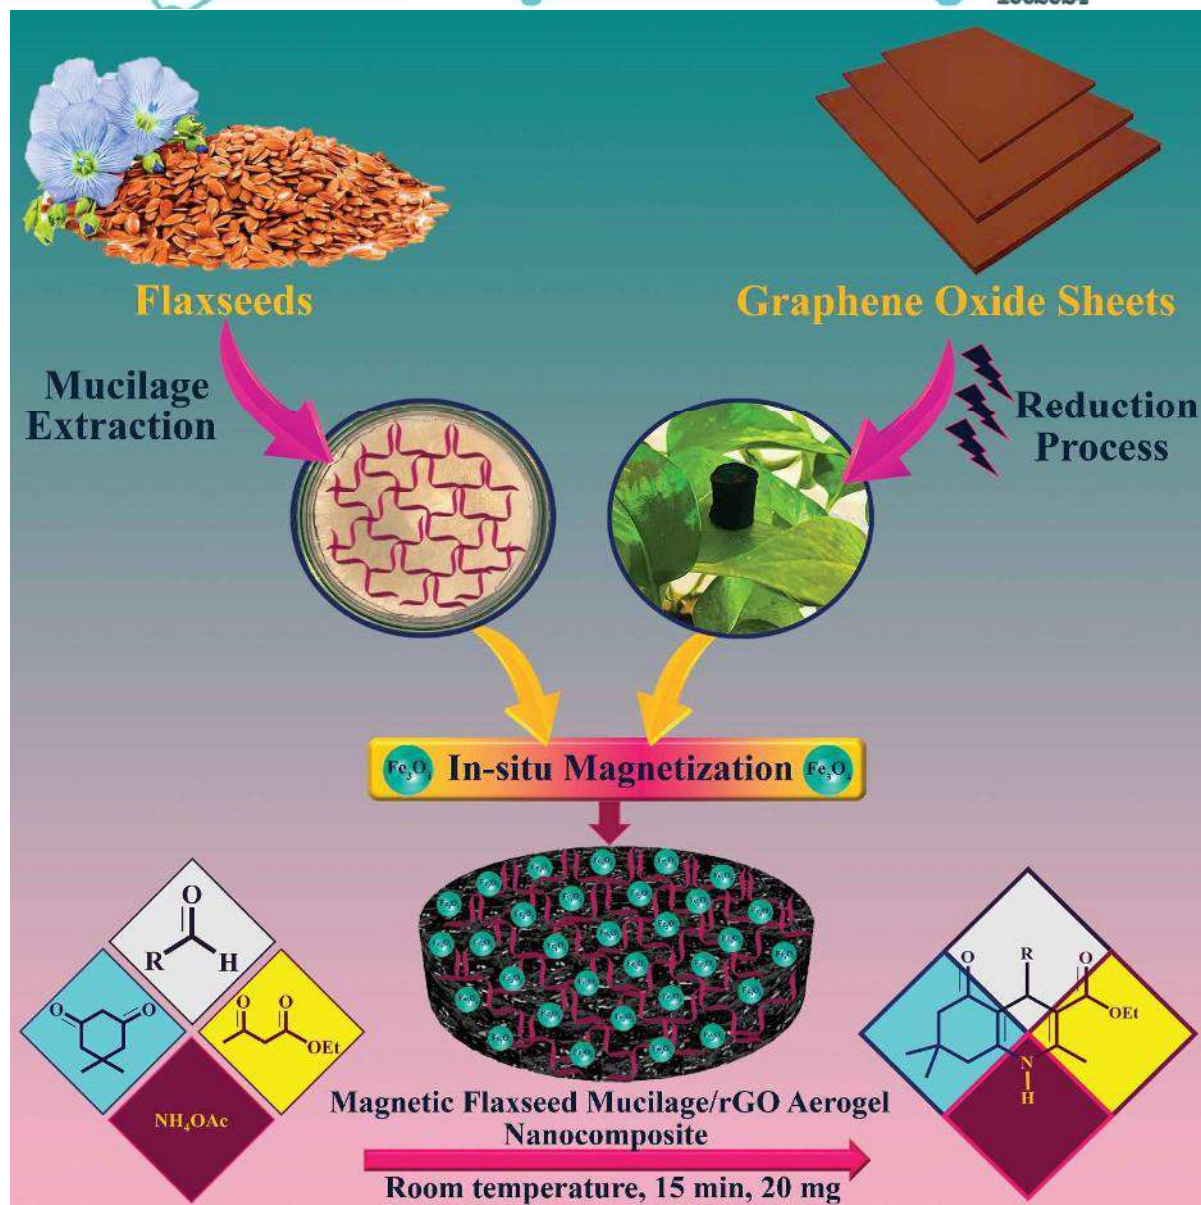 Flaxseeds
Graphene Oxide Sheets
Mucilage
Extraction
Reduction
Process
Fe₃O₄ In-situ Magnetization Fe₃O₄
O
R H
O O
O O
OEt
NH₄OAc
O R O
OEt
N
H
Magnetic Flaxseed Mucilage/rGO Aerogel
Nanocomposite
Room temperature, 15 min, 20 mg